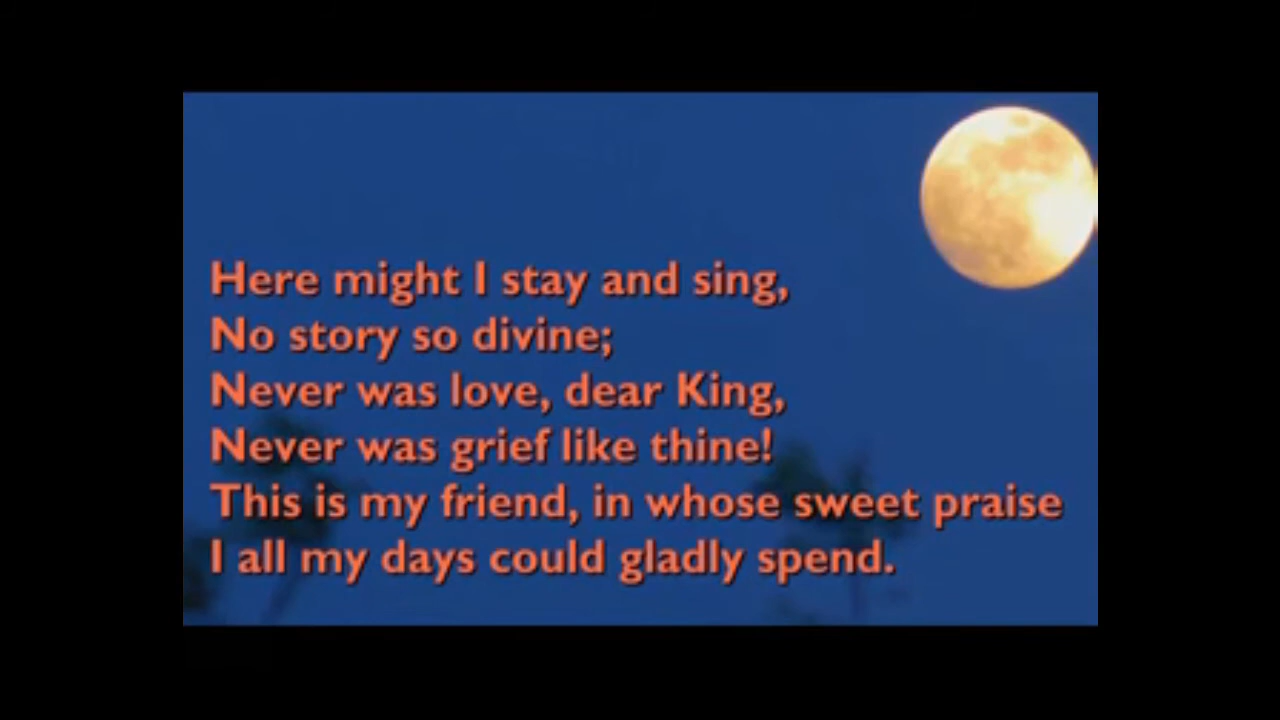 Here might I stay and sing,
No story so divine;
Never was love, dear King,
Never was grief like thine!
This is my friend, in whose sweet praise
I all my days could gladly spend.